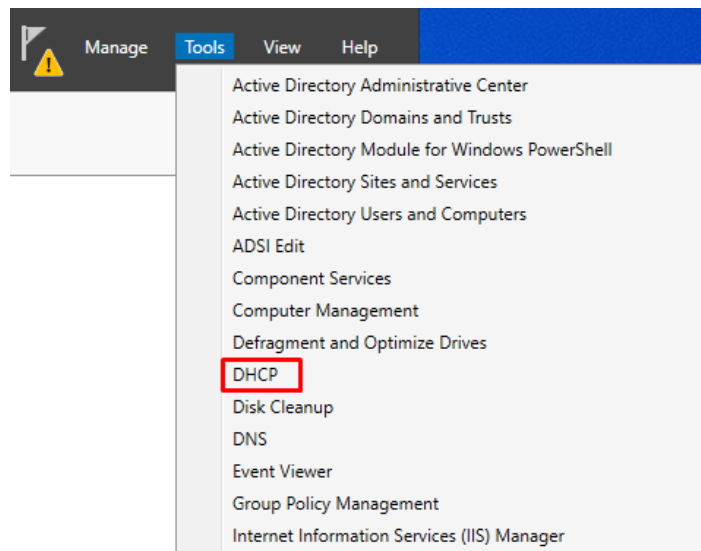 Manage Tools View Help
Active Directory Administrative Center
Active Directory Domains and Trusts
Active Directory Module for Windows PowerShell
Active Directory Sites and Services
Active Directory Users and Computers
ADSI Edit
Component Services
Computer Management
Defragment and Optimize Drives
DHCP
Disk Cleanup
DNS
Event Viewer
Group Policy Management
Internet Information Services (IIS) Manager